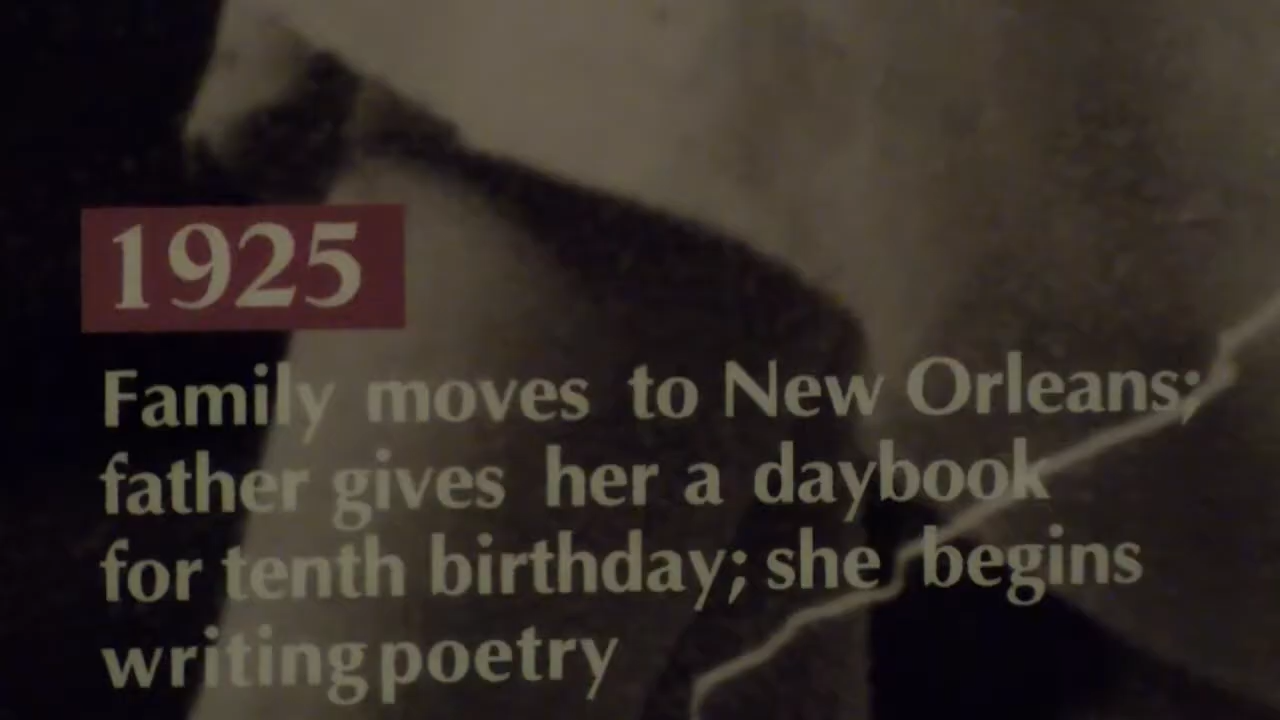 1925
Family moves to New Orleans;
father gives her a daybook
for tenth birthday; she begins
writing poetry